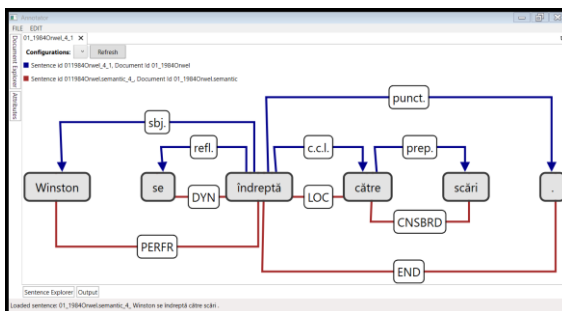 Annotator
FILE EDIT
01_1984Orwel_4_1 ×
Document Explorer
Attributes
Configurations: Refresh
Sentence id 011984Orwl_4_1, Document Id 01_1984Orwel
Sentence id 011984Orwel.semantic_4_, Document Id 01_1984Orwel.semantic
punct.
sbj.
refl. c.c.l. prep.
Winston se îndreptă către scări .
DYN LOC
CNSBRD
PERFR
END
Sentence Explorer Output
Loaded sentence: 01_1984Orwel.semantic_4_, Winston se îndreptă către scări .